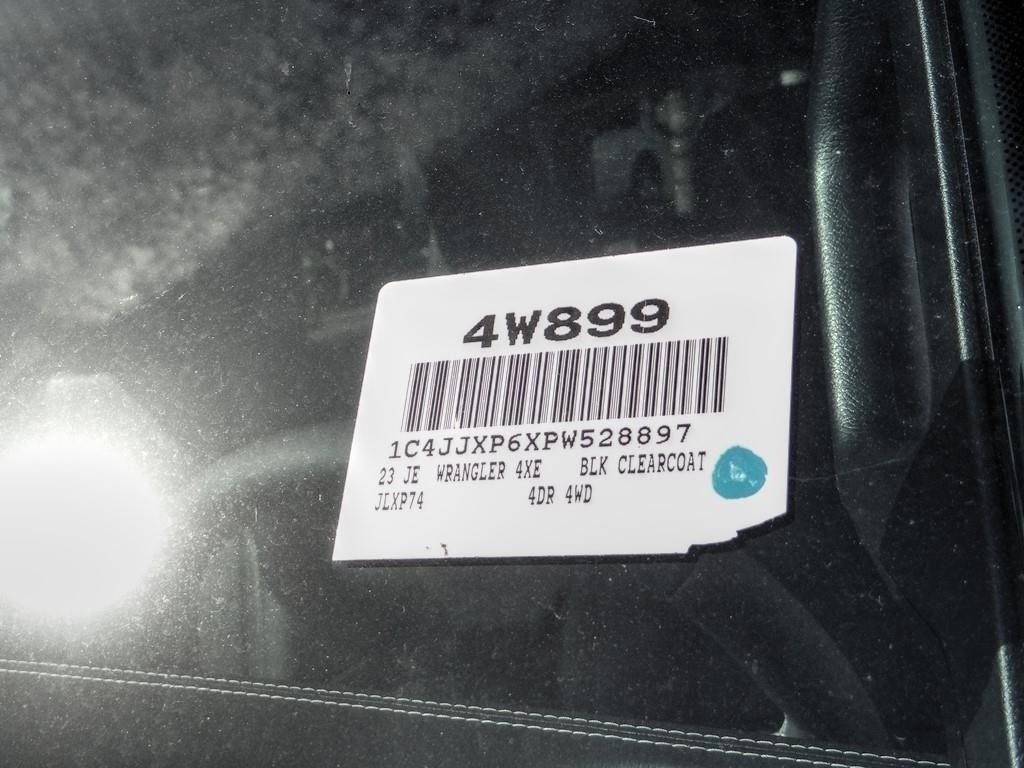 4W899
1C4JJXP6XPW528897
23 JE WRANGLER 4XE BLK CLEARCOAT
JLXP74 4DR 4WD